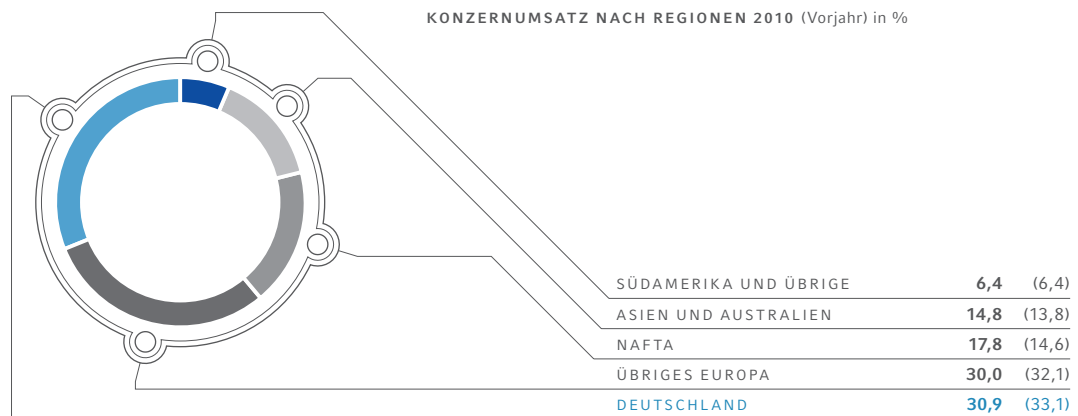 KONZERNUMSATZ NACH REGIONEN 2010 (Vorjahr) in %
SÜDAMERIKA UND ÜBRIGE 6,4 (6,4)
ASIEN UND AUSTRALIEN 14,8 (13,8)
NAFTA 17,8 (14,6)
ÜBRIGES EUROPA 30,0 (32,1)
DEUTSCHLAND 30,9 (33,1)